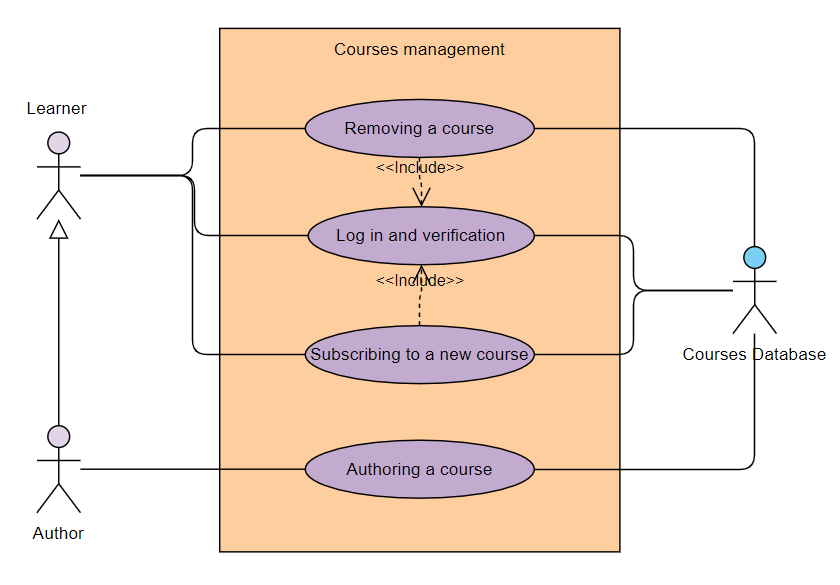 Courses management
Learner
Removing a course
<<Include>>
Log in and verification
<<Include>>
Subscribing to a new course
Courses Database
Authoring a course
Author